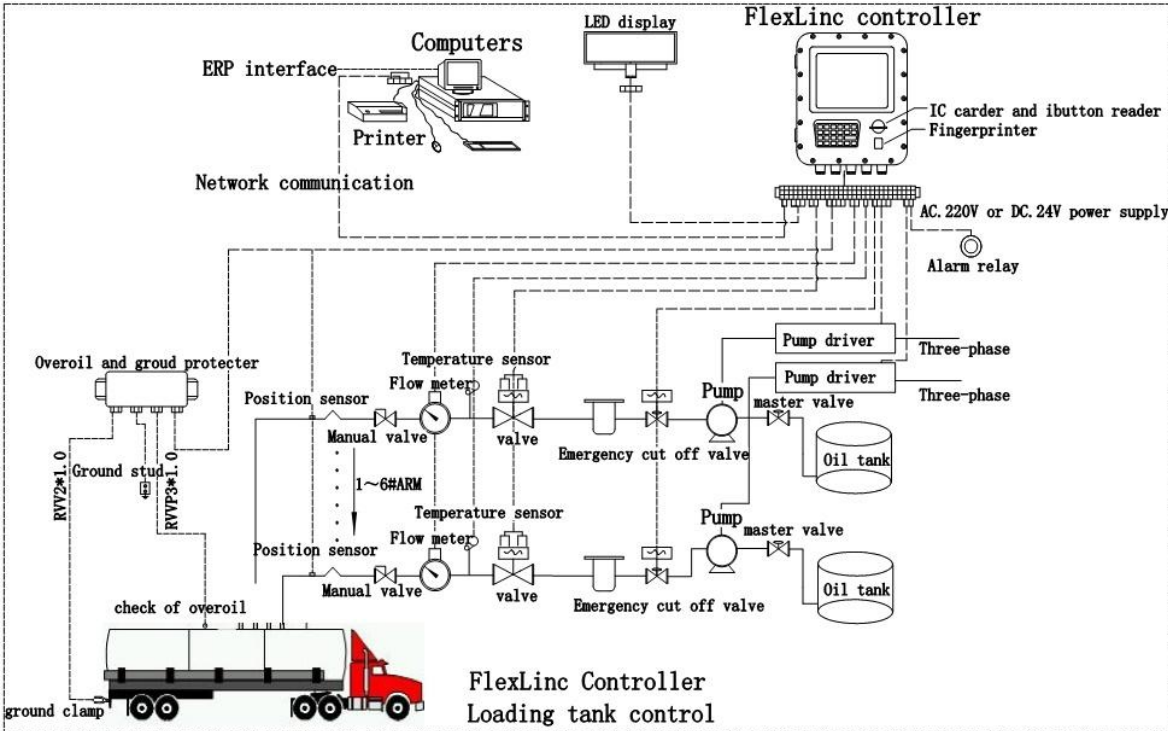 FlexLinc controller
LED display
Computers
ERP interface
IC carder and ibutton reader
Fingerprinter
Printer
Network communication
AC.220V or DC.24V power supply
Alarm relay
Pump driver
Three-phase
Overoil and groud protecter
Temperature sensor
Pump driver
Flow meter
Pump
Three-phase
Position sensor
master valve
Manual valve
valve
Emergency cut off valve
Oil tank
Ground stud
RVV2*1.0
RVVP3*1.0
1~6#ARM
Temperature sensor
Pump
master valve
Flow meter
Position sensor
Manual valve
valve
Emergency cut off valve
Oil tank
check of overoil
FlexLinc Controller
Loading tank control
ground clamp